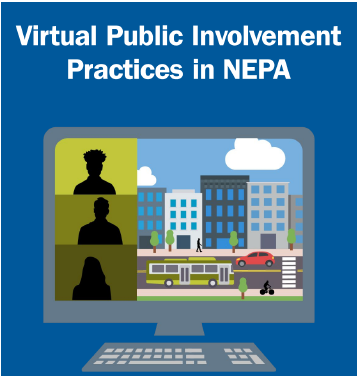 Virtual Public Involvement
Practices in NEPA